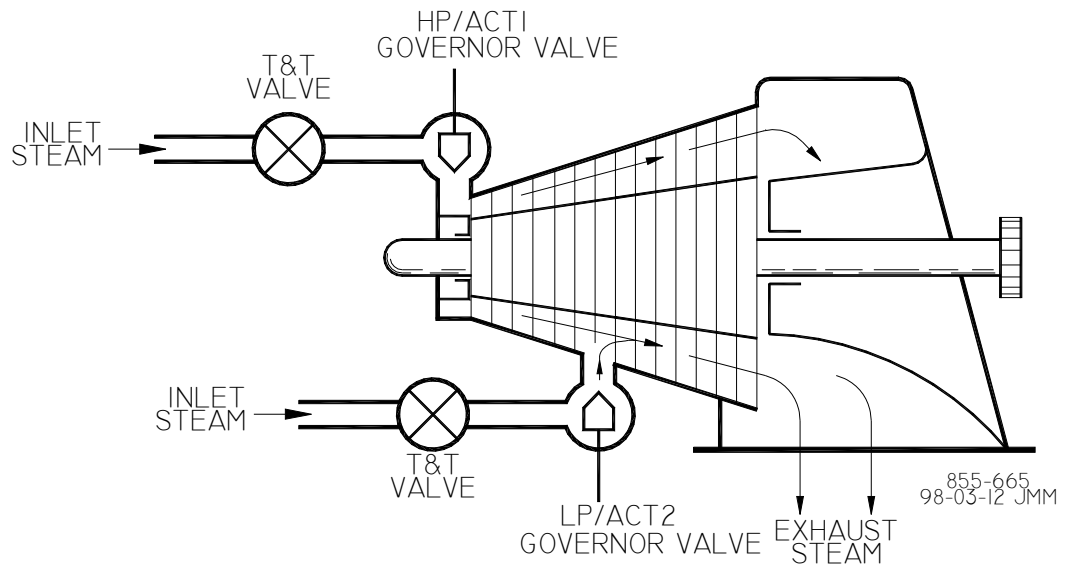 HP/ACT1
GOVERNOR VALVE
T&T
VALVE
INLET
STEAM
INLET
STEAM
T&T
VALVE
LP/ACT2
GOVERNOR VALVE
EXHAUST
STEAM
855-665
98-03-12 JMM